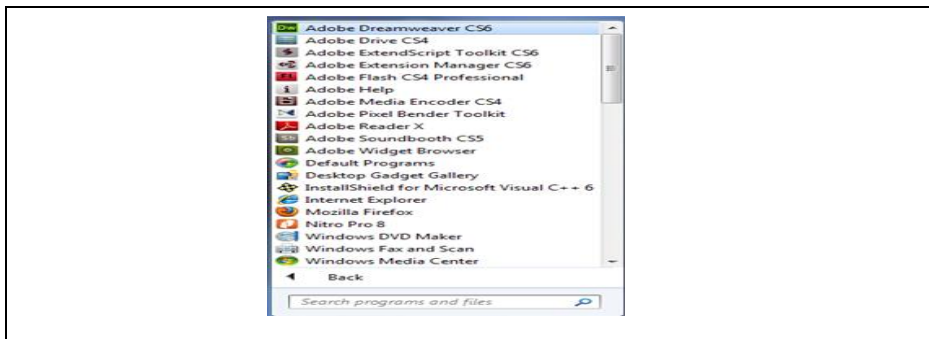 Adobe Dreamweaver CS6
Adobe Drive CS4
Adobe ExtendScript Toolkit CS6
Adobe Extension Manager CS6
Adobe Flash CS4 Professional
Adobe Help
Adobe Media Encoder CS4
Adobe Pixel Bender Toolkit
Adobe Reader X
Adobe Soundbooth CS5
Adobe Widget Browser
Default Programs
Desktop Gadget Gallery
InstallShield for Microsoft Visual C++ 6
Internet Explorer
Mozilla Firefox
Nitro Pro 8
Windows DVD Maker
Windows Fax and Scan
Windows Media Center
Back
Search programs and files